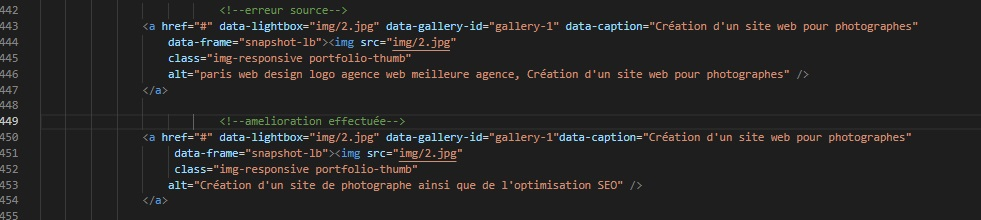 442 <!--erreur source-->
443 <a href="#" data-lightbox="img/2.jpg" data-gallery-id="gallery-1" data-caption="Création d'un site web pour photographes"
444 data-frame="snapshot-lb"><img src="img/2.jpg"
445 class="img-responsive portfolio-thumb"
446 alt="paris web design logo agence web meilleure agence, Création d'un site web pour photographes" />
447 </a>
448
449 <!--amelioration effectuée-->
450 <a href="#" data-lightbox="img/2.jpg" data-gallery-id="gallery-1"data-caption="Création d'un site web pour photographes"
451 data-frame="snapshot-lb"><img src="img/2.jpg"
452 class="img-responsive portfolio-thumb"
453 alt="Création d'un site de photographe ainsi que de l'optimisation SEO" />
454 </a>
455